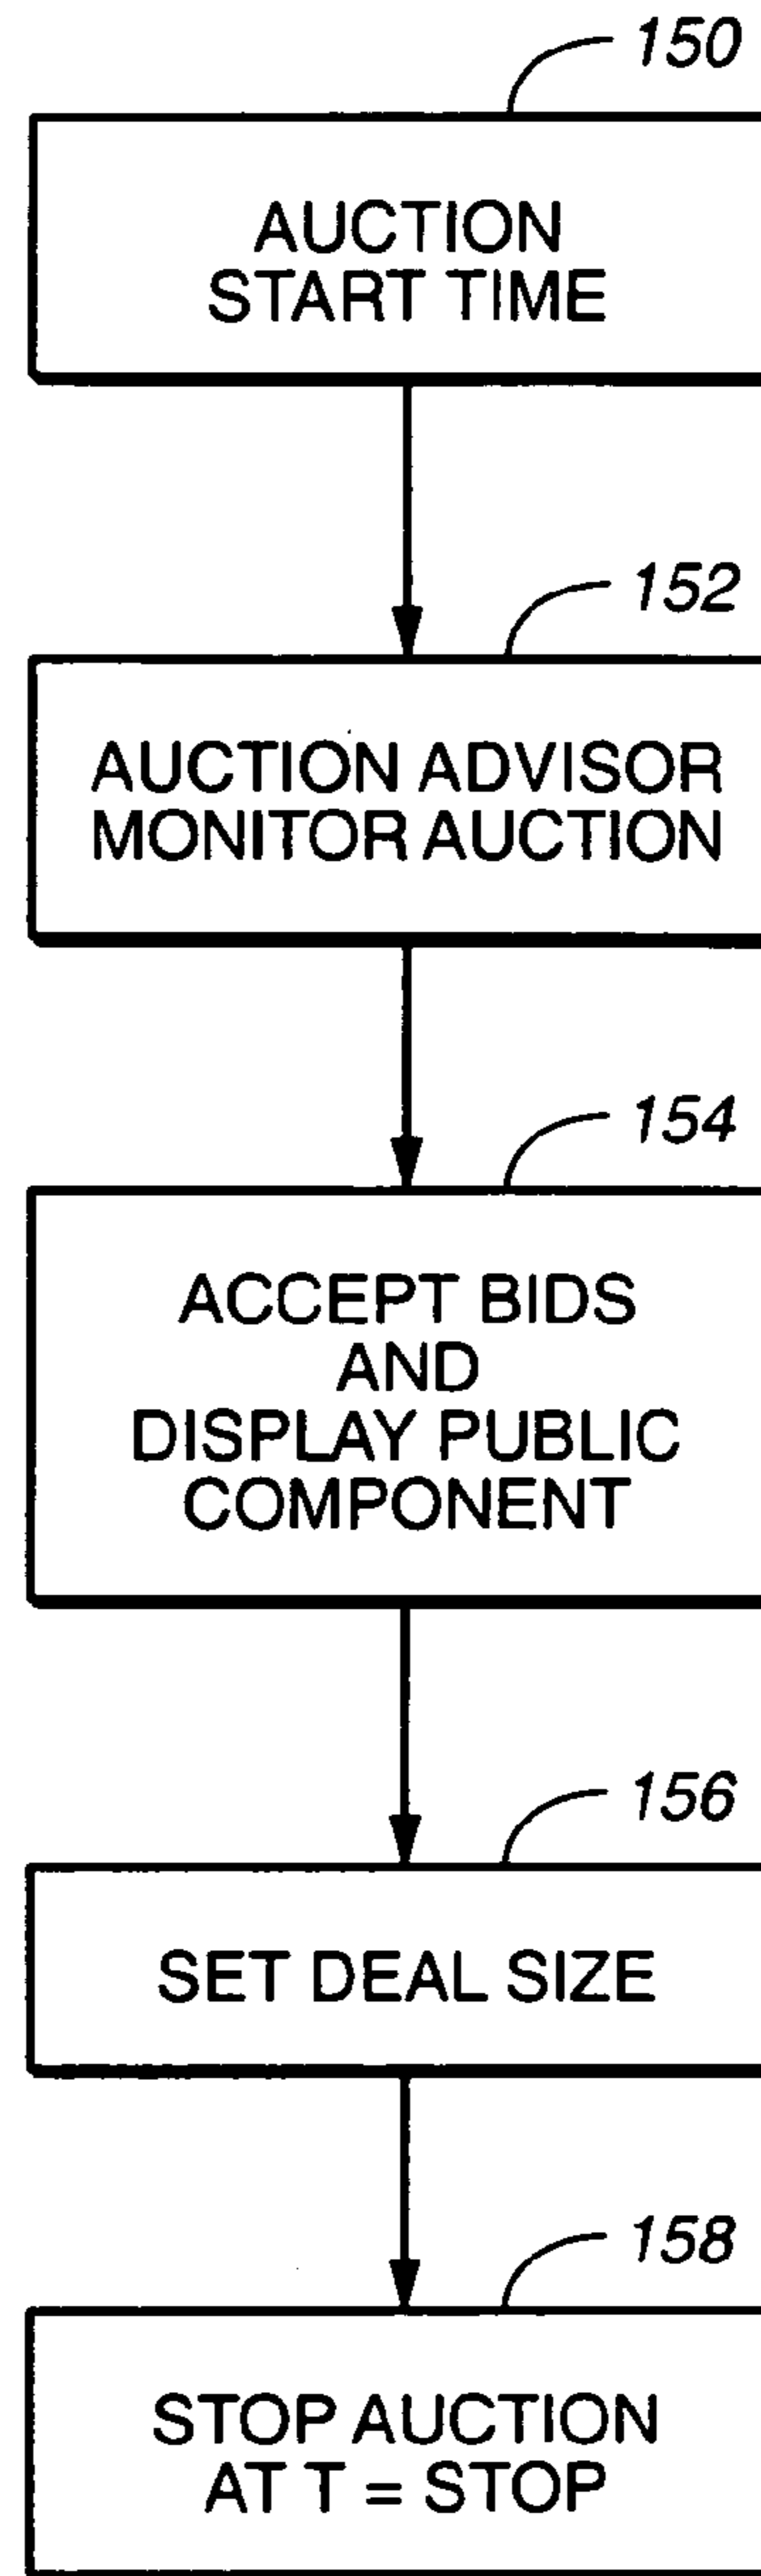 150
AUCTION
START TIME
152
AUCTION ADVISOR
MONITOR AUCTION
154
ACCEPT BIDS
AND
DISPLAY PUBLIC
COMPONENT
156
SET DEAL SIZE
158
STOP AUCTION
AT T = STOP